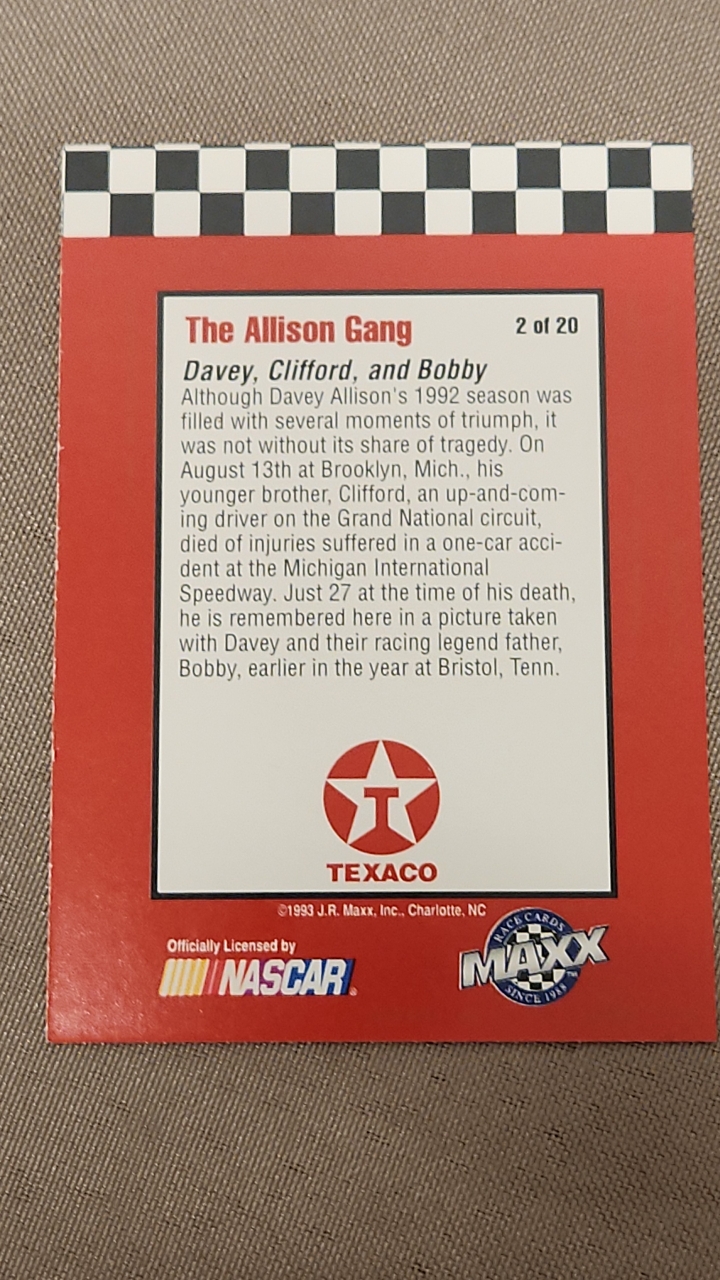 The Allison Gang 2 of 20
Davey, Clifford, and Bobby
Although Davey Allison's 1992 season was
filled with several moments of triumph, it
was not without its share of tragedy. On
August 13th at Brooklyn, Mich., his
younger brother, Clifford, an up-and-com-
ing driver on the Grand National circuit,
died of injuries suffered in a one-car acci-
dent at the Michigan International
Speedway. Just 27 at the time of his death,
he is remembered here in a picture taken
with Davey and their racing legend father,
Bobby, earlier in the year at Bristol, Tenn.
T
TEXACO
©1993 J.R. Maxx, Inc., Charlotte, NC
Officially Licensed by
NASCAR®
RACE CARDS
MAXX™
SINCE 1988